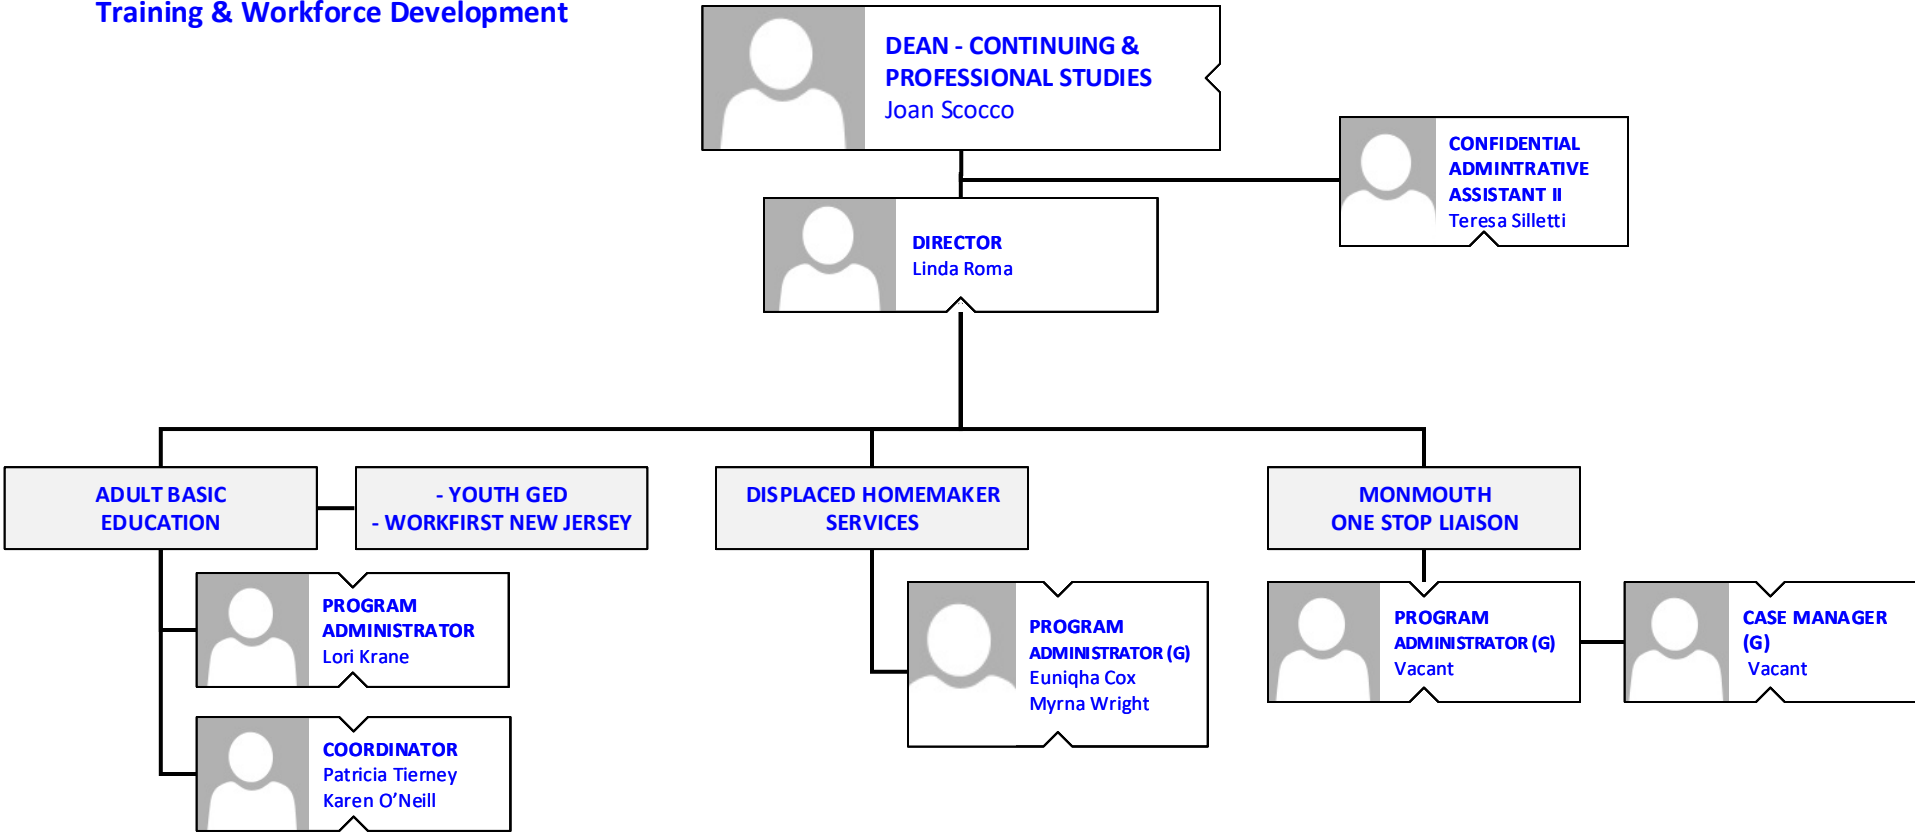 Training & Workforce Development
DEAN - CONTINUING &
PROFESSIONAL STUDIES
Joan Scocco
CONFIDENTIAL
ADMINTRATIVE
ASSISTANT II
Teresa Silletti
DIRECTOR
Linda Roma
ADULT BASIC
EDUCATION
- YOUTH GED
- WORKFIRST NEW JERSEY
DISPLACED HOMEMAKER
SERVICES
MONMOUTH
ONE STOP LIAISON
PROGRAM
ADMINISTRATOR
Lori Krane
COORDINATOR
Patricia Tierney
Karen O’Neill
PROGRAM
ADMINISTRATOR (G)
Euniqha Cox
Myrna Wright
PROGRAM
ADMINISTRATOR (G)
Vacant
CASE MANAGER
(G)
Vacant